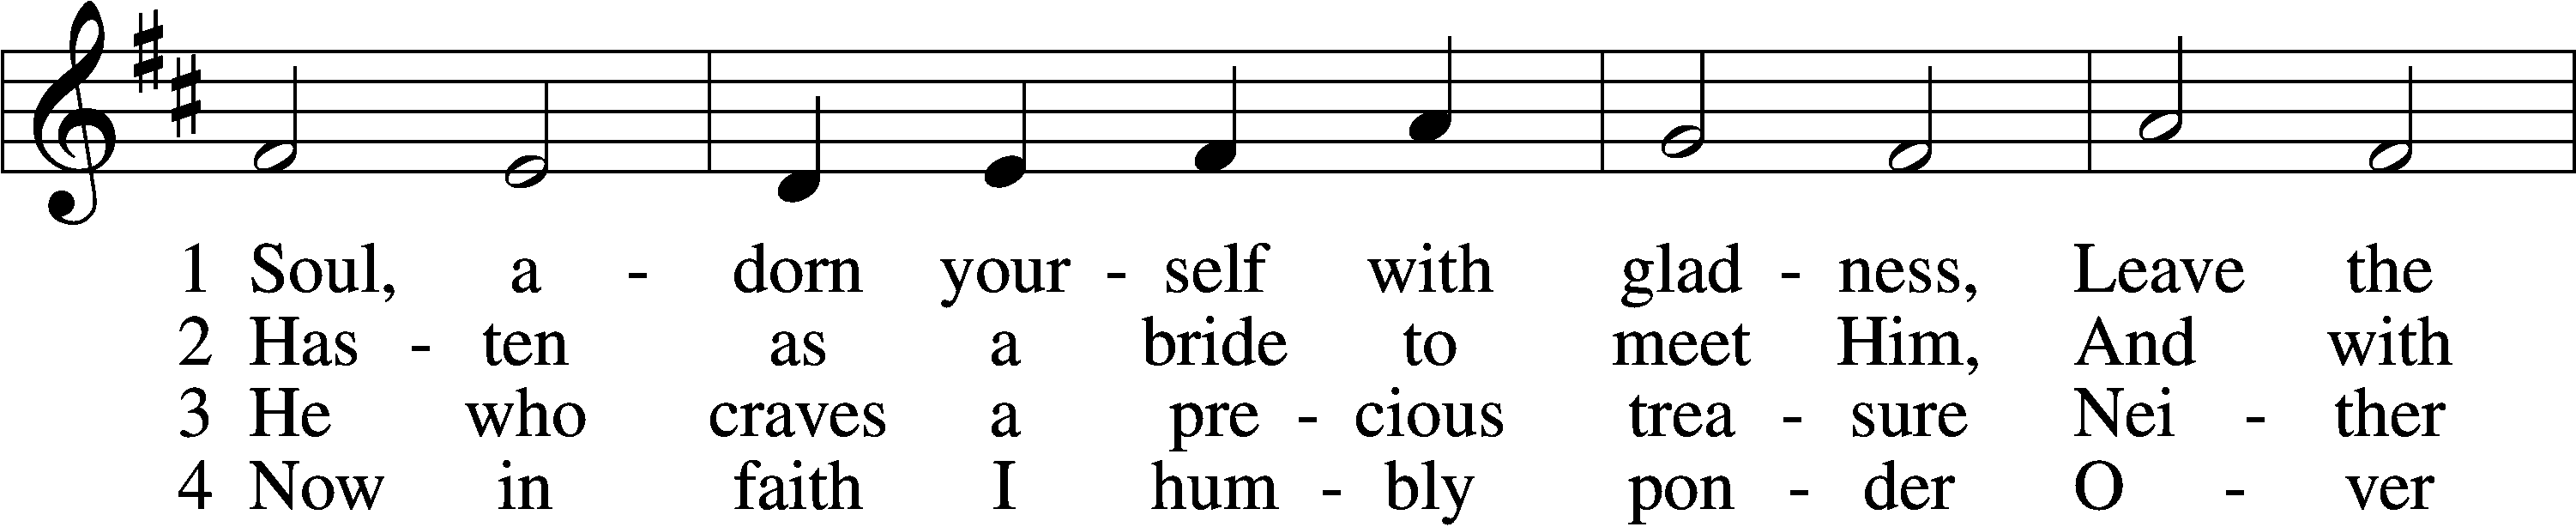 1 Soul, a - dorn your - self with glad - ness, Leave the
2 Has - ten as a bride to meet Him, And with
3 He who craves a pre - cious trea - sure Nei - ther
4 Now in faith I hum - bly pon - der O - ver